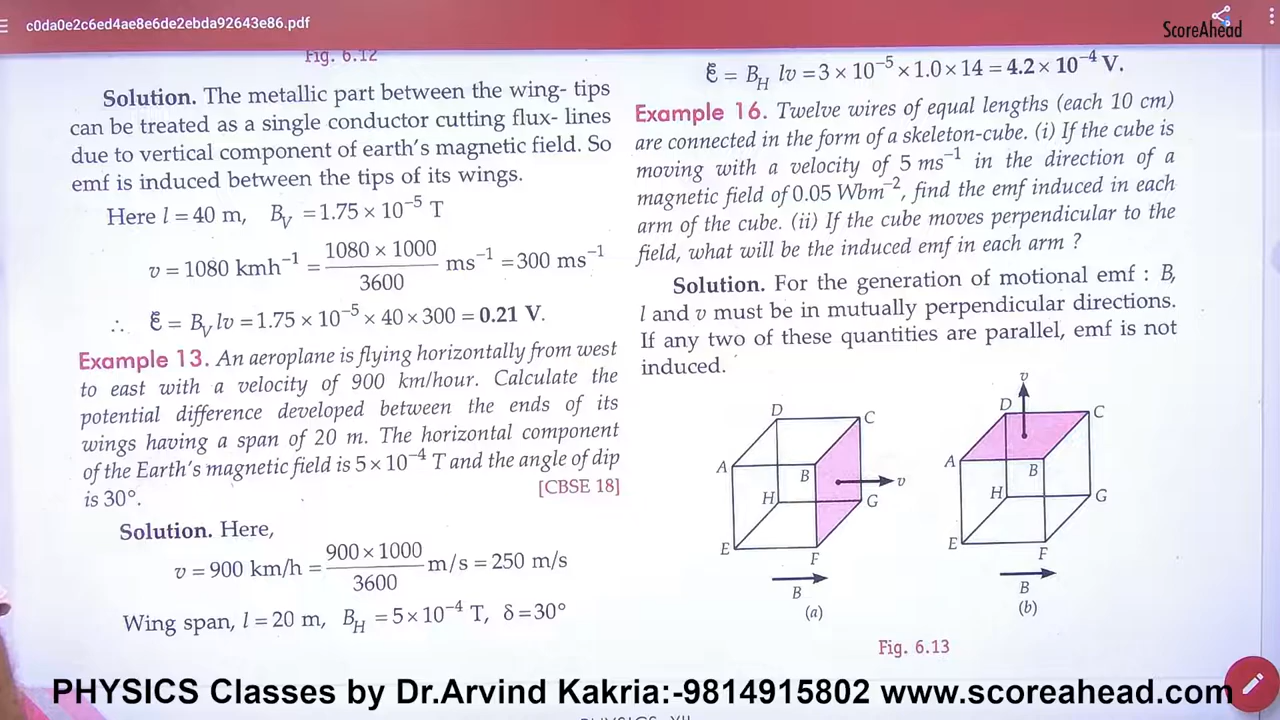 c0da0e2c6ed4ae8e6de2ebda92643e86.pdf
ScoreAhead
Fig. 6.12
Solution. The metallic part between the wing- tips
can be treated as a single conductor cutting flux- lines
due to vertical component of earth's magnetic field. So
emf is induced between the tips of its wings.
Here l = 40 m, B_V = 1.75 × 10^−5 T
v = 1080 kmh^−1 = 1080 × 1000 / 3600 ms^−1 = 300 ms^−1
∴ ℰ = B_V lv = 1.75 × 10^−5 × 40 × 300 = 0.21 V.
Example 13. An aeroplane is flying horizontally from west
to east with a velocity of 900 km/hour. Calculate the
potential difference developed between the ends of its
wings having a span of 20 m. The horizontal component
of the Earth's magnetic field is 5 × 10^−4 T and the angle of dip
is 30°. [CBSE 18]
Solution. Here,
v = 900 km/h = 900 × 1000 / 3600 m/s = 250 m/s
Wing span, l = 20 m, B_H = 5 × 10^−4 T, δ = 30°
ℰ = B_H lv = 3 × 10^−5 × 1.0 × 14 = 4.2 × 10^−4 V.
Example 16. Twelve wires of equal lengths (each 10 cm)
are connected in the form of a skeleton-cube. (i) If the cube is
moving with a velocity of 5 ms^−1 in the direction of a
magnetic field of 0.05 Wbm^−2, find the emf induced in each
arm of the cube. (ii) If the cube moves perpendicular to the
field, what will be the induced emf in each arm ?
Solution. For the generation of motional emf : B,
l and v must be in mutually perpendicular directions.
If any two of these quantities are parallel, emf is not
induced.
D
C
A
B
v
H
G
E
F
B
(a)
v
D
C
A
B
H
G
E
F
B
(b)
Fig. 6.13
PHYSICS Classes by Dr.Arvind Kakria:-9814915802 www.scoreahead.com
PHYSICS XII